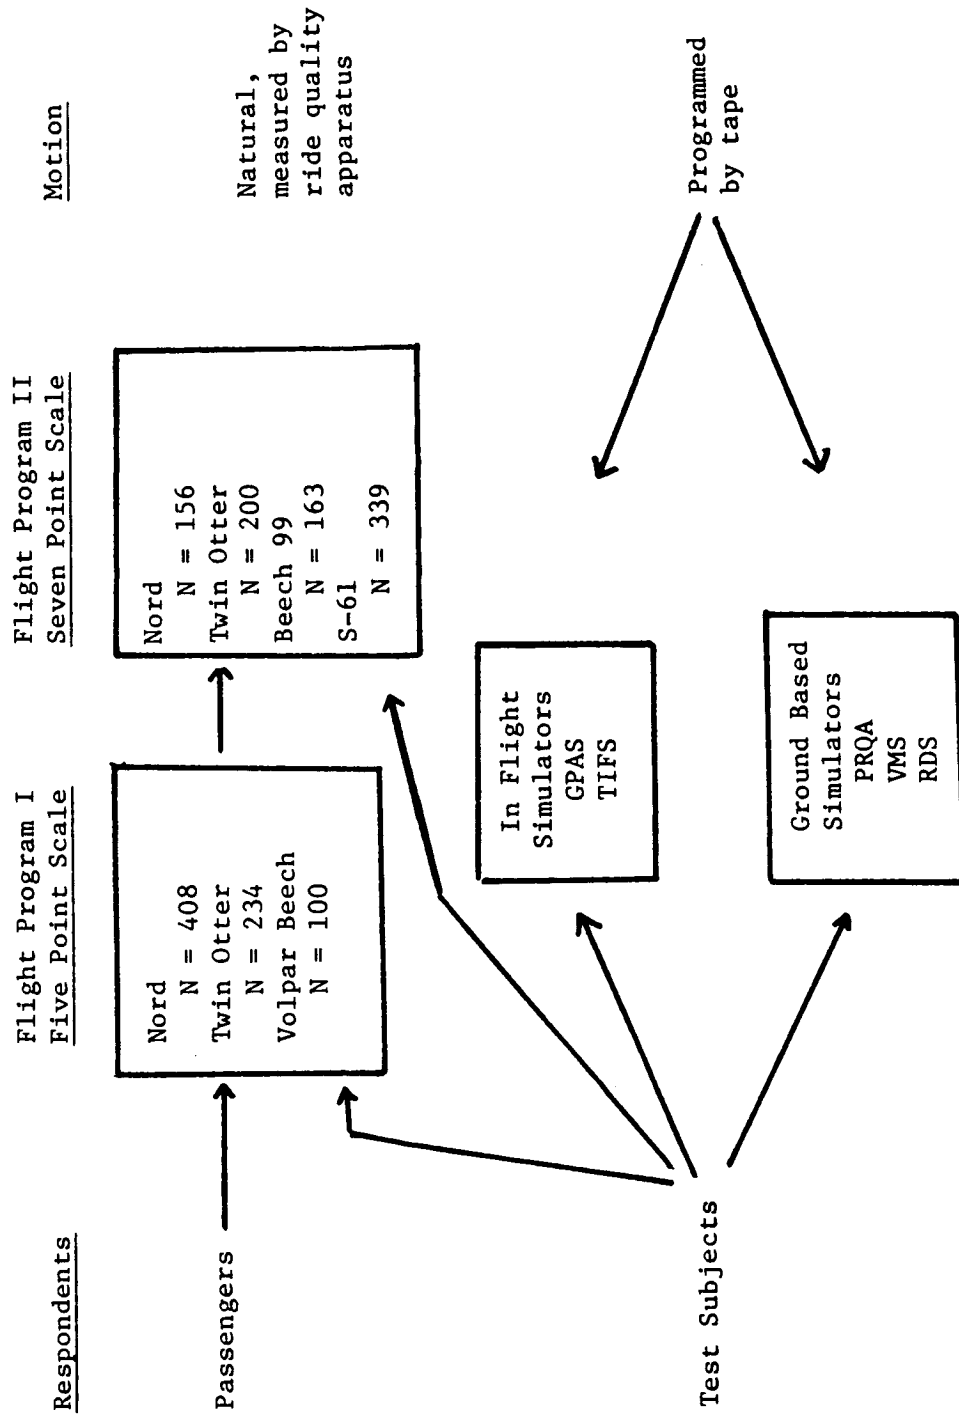 Respondents
Flight Program I
Five Point Scale
Flight Program II
Seven Point Scale
Motion
Passengers
Nord
N = 408
Twin Otter
N = 234
Volpar Beech
N = 100
Nord
N = 156
Twin Otter
N = 200
Beech 99
N = 163
S-61
N = 339
Natural,
measured by
ride quality
apparatus
Test Subjects
In Flight
Simulators
GPAS
TIFS
Ground Based
Simulators
PRQA
VMS
RDS
Programmed
by tape